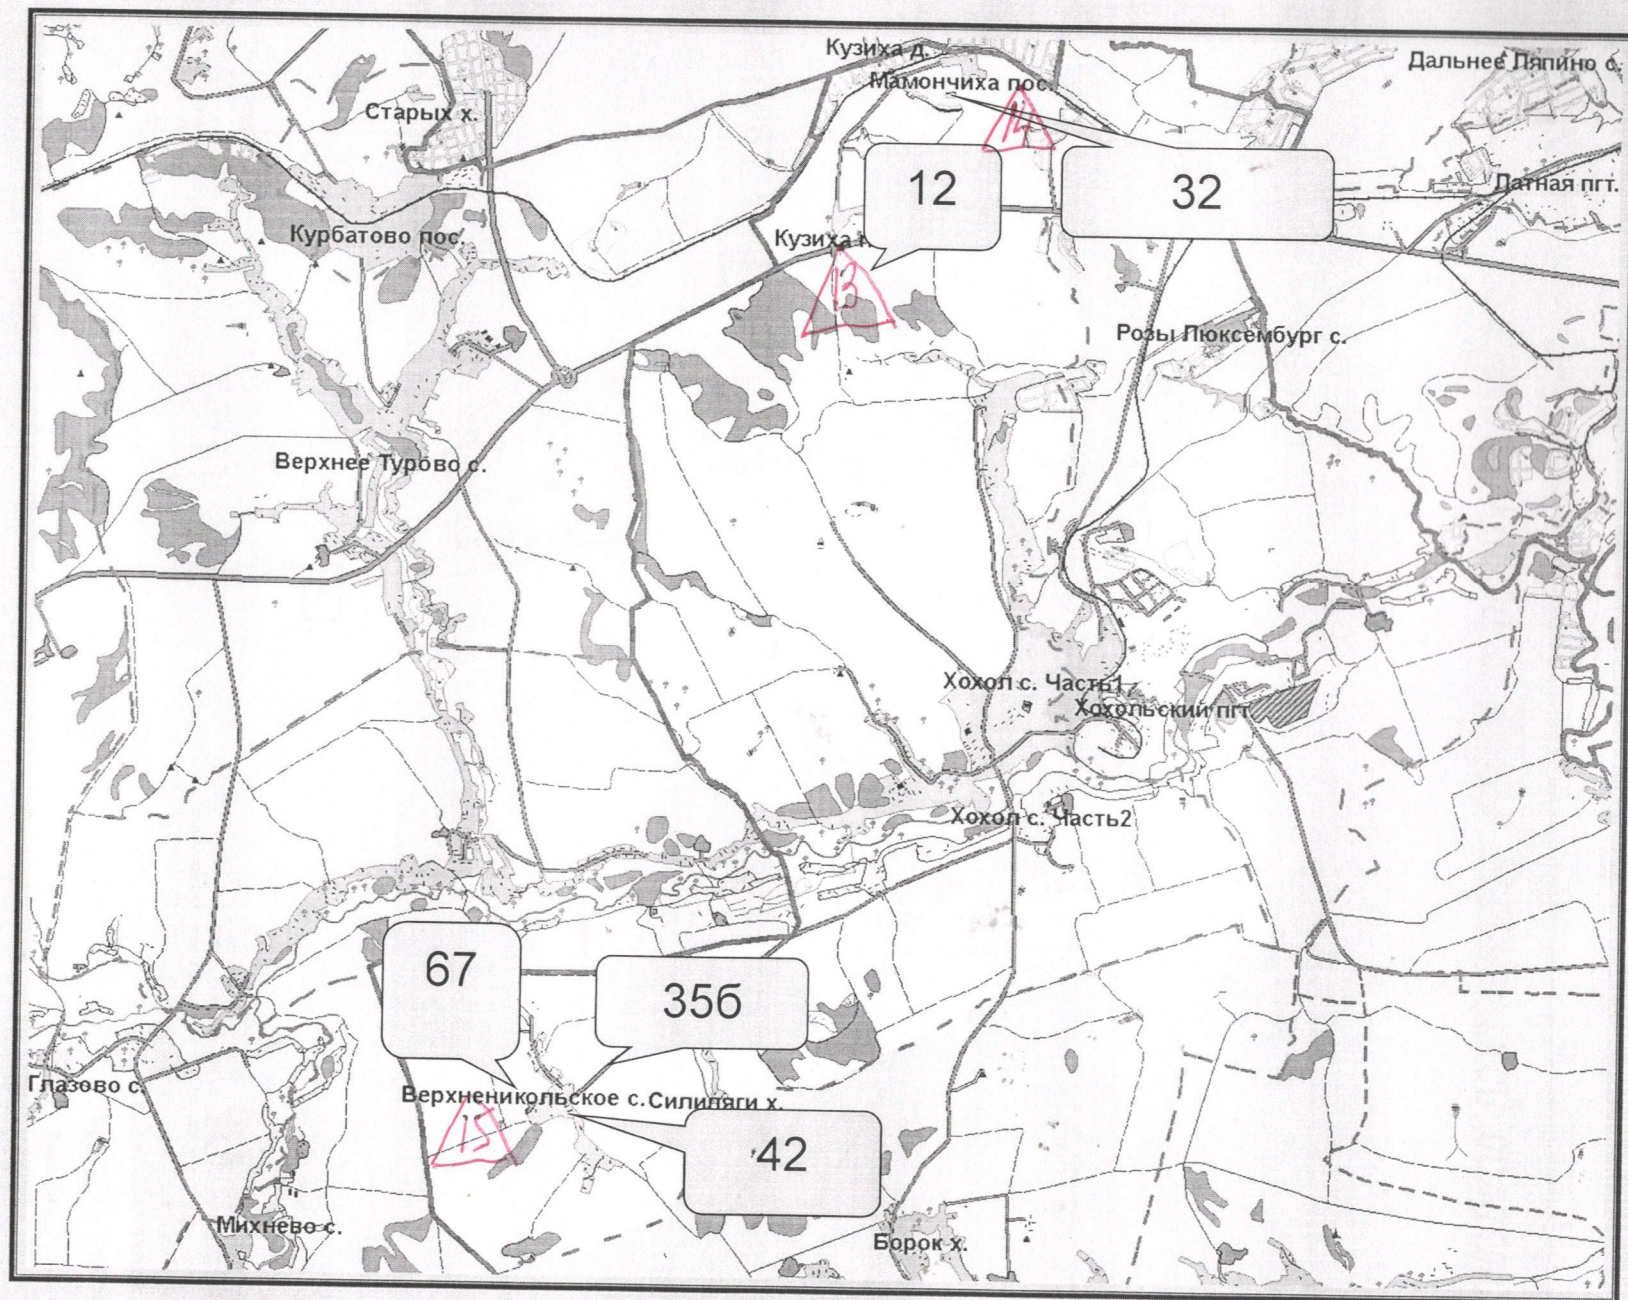 Кузиха д.
Дальнее Ляпино с.
Мамончиха пос.
Старых х.
14
12
32
Латная пгт.
Курбатово пос.
Кузиха
13
Розы Люксембург с.
Верхнее Турово с.
Хохол с. Часть1
Хохольский пгт.
Хохол с. Часть2
67
35б
Глазово с.
Верхненикольское с.
Силипяги х.
15
42
Михнево с.
Борок х.